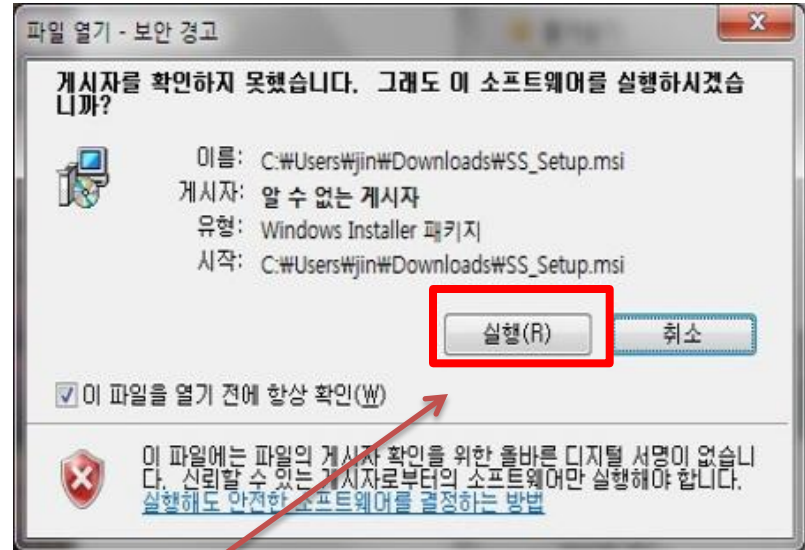 파일 열기 - 보안 경고
게시자를 확인하지 못했습니다. 그래도 이 소프트웨어를 실행하시겠습
니까?
이름: C:₩Users₩jin₩Downloads₩SS_Setup.msi
게시자: 알 수 없는 게시자
유형: Windows Installer 패키지
시작: C:₩Users₩jin₩Downloads₩SS_Setup.msi
실행(R) 취소
이 파일을 열기 전에 항상 확인(W)
이 파일에는 파일의 게시자 확인을 위한 올바른 디지털 서명이 없습니
다. 신뢰할 수 있는 게시자로부터의 소프트웨어만 실행해야 합니다.
실행해도 안전한 소프트웨어를 결정하는 방법